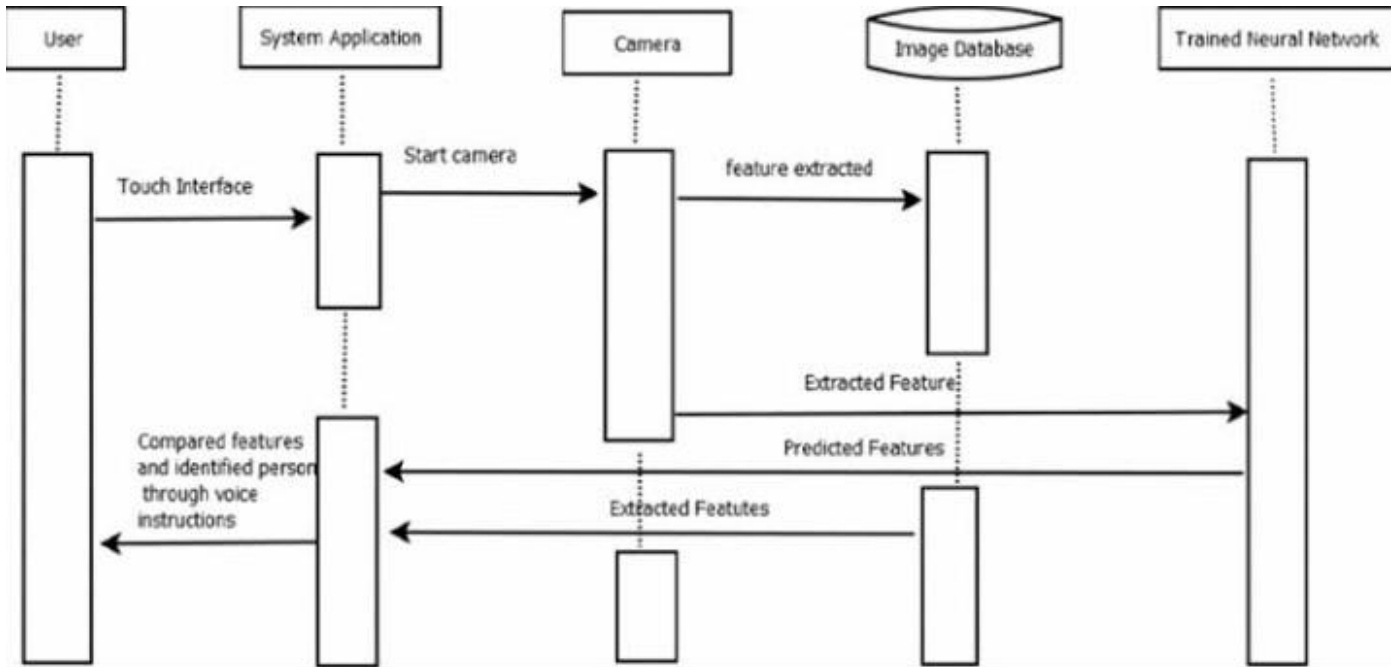 User
System Application
Camera
Image Database
Trained Neural Network
Touch Interface
Start camera
feature extracted
Extracted Feature
Predicted Features
Extracted Featutes
Compared features
and identified person
through voice
instructions